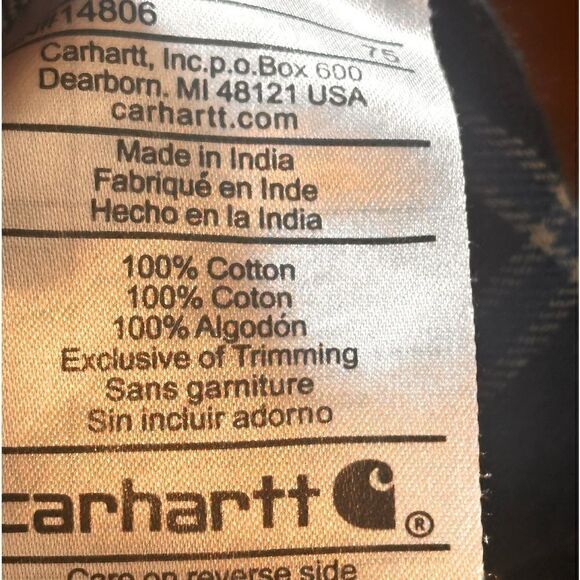 #14806
75
Carhartt, Inc.p.o.Box 600
Dearborn. MI 48121 USA
carhartt.com
Made in India
Fabriqué en Inde
Hecho en la India
100% Cotton
100% Coton
100% Algodón
Exclusive of Trimming
Sans garniture
Sin incluir adorno
carhartt ®
Care on reverse side